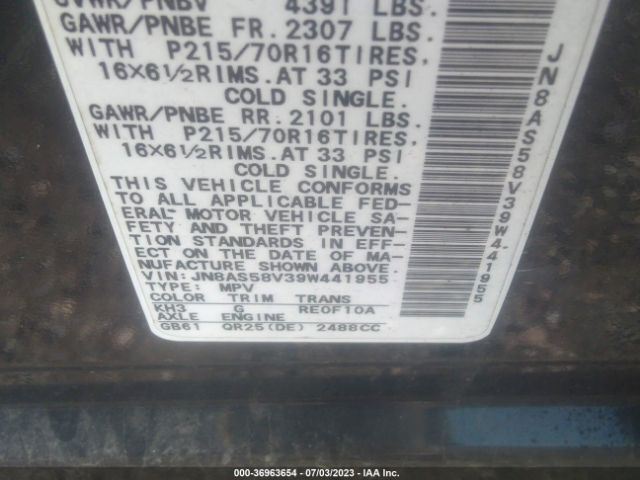 GVWR/PNBV 4391 LBS.
GAWR/PNBE FR. 2307 LBS.
WITH P215/70R16TIRES,
16X6½RIMS.AT 33 PSI
COLD SINGLE.
GAWR/PNBE RR. 2101 LBS.
WITH P215/70R16TIRES,
16X6½RIMS.AT 33 PSI
COLD SINGLE.
THIS VEHICLE CONFORMS
TO ALL APPLICABLE FED-
ERAL MOTOR VEHICLE SA-
FETY AND THEFT PREVEN-
TION STANDARDS IN EFF-
ECT ON THE DATE OF MA-
NUFACTURE SHOWN ABOVE.
VIN: JN8AS58V39W441955
TYPE: MPV
COLOR TRIM TRANS
KH3 G RE0F10A
AXLE ENGINE
GB61 QR25(DE) 2488CC
JN8AS58V39W441955
000-36963654 - 07/03/2023 - IAA Inc.